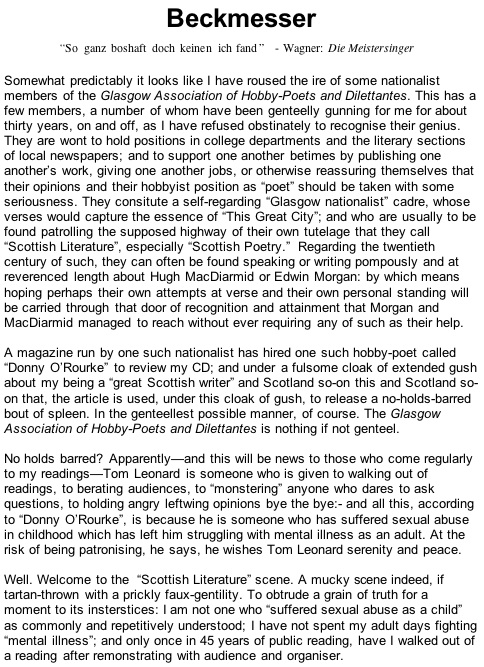 Beckmesser
“So ganz boshaft doch keinen ich fand” - Wagner: Die Meistersinger
Somewhat predictably it looks like I have roused the ire of some nationalist
members of the Glasgow Association of Hobby-Poets and Dilettantes. This has a
few members, a number of whom have been genteelly gunning for me for about
thirty years, on and off, as I have refused obstinately to recognise their genius.
They are wont to hold positions in college departments and the literary sections
of local newspapers; and to support one another betimes by publishing one
another’s work, giving one another jobs, or otherwise reassuring themselves that
their opinions and their hobbyist position as “poet” should be taken with some
seriousness. They consitute a self-regarding “Glasgow nationalist” cadre, whose
verses would capture the essence of “This Great City”; and who are usually to be
found patrolling the supposed highway of their own tutelage that they call
“Scottish Literature”, especially “Scottish Poetry.” Regarding the twentieth
century of such, they can often be found speaking or writing pompously and at
reverenced length about Hugh MacDiarmid or Edwin Morgan: by which means
hoping perhaps their own attempts at verse and their own personal standing will
be carried through that door of recognition and attainment that Morgan and
MacDiarmid managed to reach without ever requiring any of such as their help.
A magazine run by one such nationalist has hired one such hobby-poet called
“Donny O’Rourke” to review my CD; and under a fulsome cloak of extended gush
about my being a “great Scottish writer” and Scotland so-on this and Scotland so-
on that, the article is used, under this cloak of gush, to release a no-holds-barred
bout of spleen. In the genteellest possible manner, of course. The Glasgow
Association of Hobby-Poets and Dilettantes is nothing if not genteel.
No holds barred? Apparently—and this will be news to those who come regularly
to my readings—Tom Leonard is someone who is given to walking out of
readings, to berating audiences, to “monstering” anyone who dares to ask
questions, to holding angry leftwing opinions bye the bye:- and all this, according
to “Donny O’Rourke”, is because he is someone who has suffered sexual abuse
in childhood which has left him struggling with mental illness as an adult. At the
risk of being patronising, he says, he wishes Tom Leonard serenity and peace.
Well. Welcome to the “Scottish Literature” scene. A mucky scene indeed, if
tartan-thrown with a prickly faux-gentility. To obtrude a grain of truth for a
moment to its insterstices: I am not one who “suffered sexual abuse as a child”
as commonly and repetitively understood; I have not spent my adult days fighting
“mental illness”; and only once in 45 years of public reading, have I walked out of
a reading after remonstrating with audience and organiser.